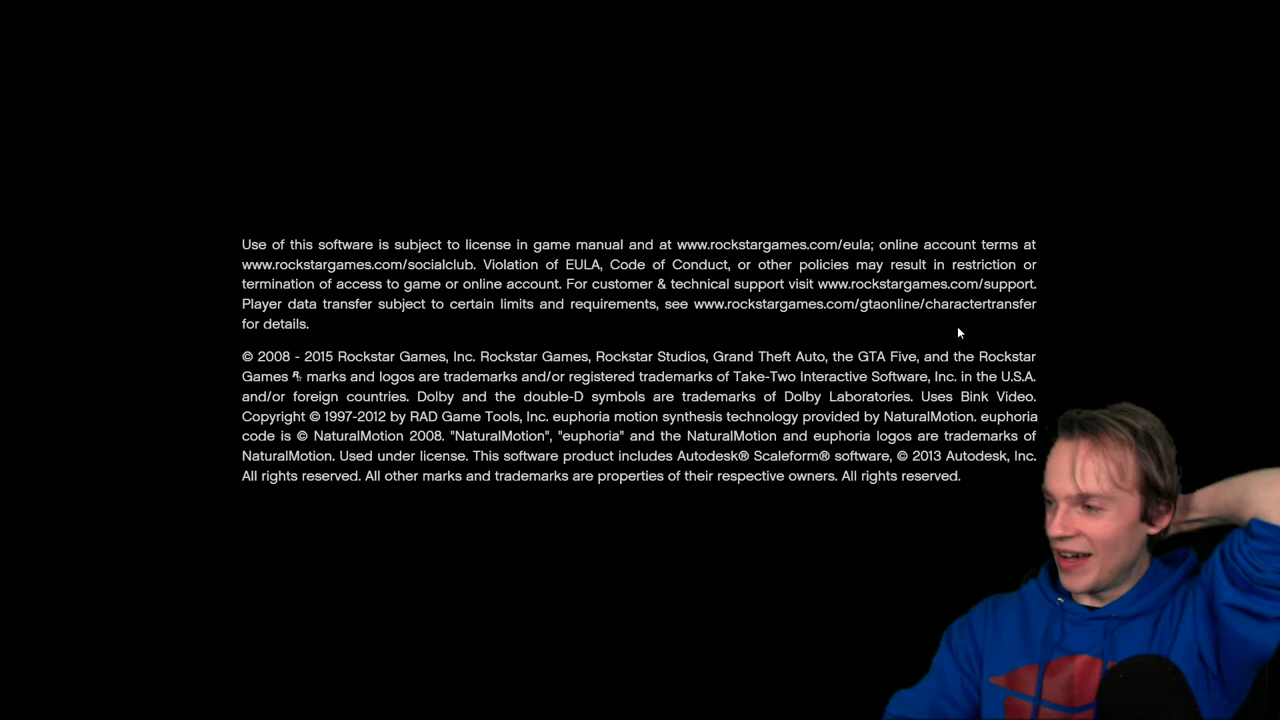 Use of this software is subject to license in game manual and at www.rockstargames.com/eula; online account terms at
www.rockstargames.com/socialclub. Violation of EULA, Code of Conduct, or other policies may result in restriction or
termination of access to game or online account. For customer & technical support visit www.rockstargames.com/support.
Player data transfer subject to certain limits and requirements, see www.rockstargames.com/gtaonline/charactertransfer
for details.
© 2008 - 2015 Rockstar Games, Inc. Rockstar Games, Rockstar Studios, Grand Theft Auto, the GTA Five, and the Rockstar
Games R* marks and logos are trademarks and/or registered trademarks of Take-Two Interactive Software, Inc. in the U.S.A.
and/or foreign countries. Dolby and the double-D symbols are trademarks of Dolby Laboratories. Uses Bink Video.
Copyright © 1997-2012 by RAD Game Tools, Inc. euphoria motion synthesis technology provided by NaturalMotion. euphoria
code is © NaturalMotion 2008. "NaturalMotion", "euphoria" and the NaturalMotion and euphoria logos are trademarks of
NaturalMotion. Used under license. This software product includes Autodesk® Scaleform® software, © 2013 Autodesk, Inc.
All rights reserved. All other marks and trademarks are properties of their respective owners. All rights reserved.